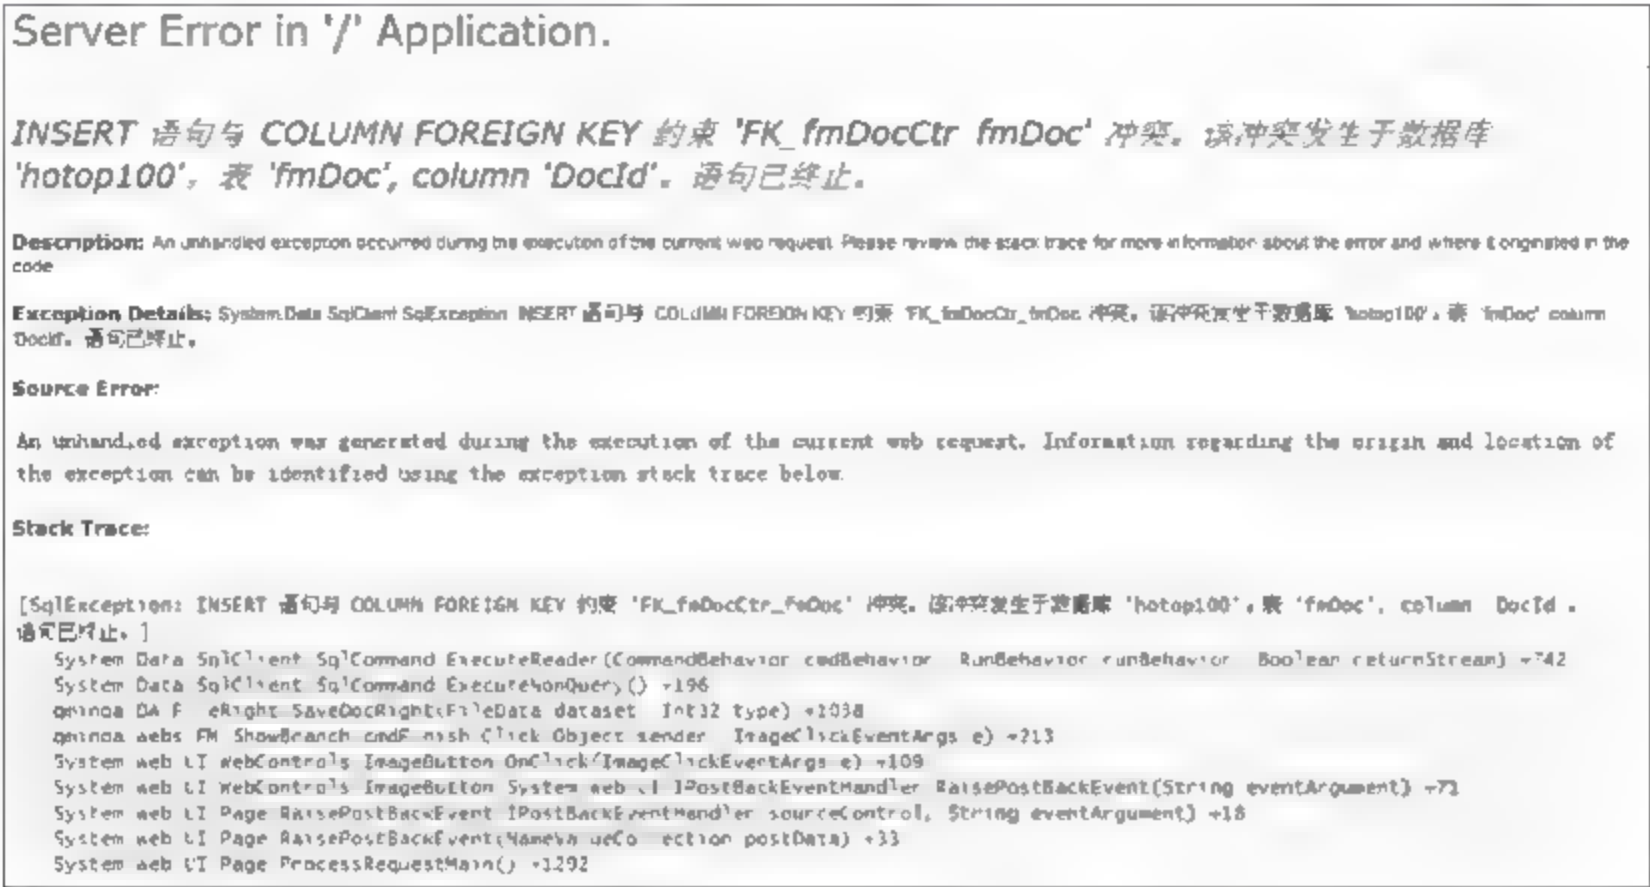 Server Error in '/' Application.
INSERT 语句与 COLUMN FOREIGN KEY 约束 'FK_fmDocCtr fmDoc' 冲突。该冲突发生于数据库
'hotop100'，表 'fmDoc', column 'DocId'。语句已终止。
Description: An unhandled exception occurred during the execution of the current web request. Please review the stack trace for more information about the error and where it originated in the
code
Exception Details: System.Data SqlClient SqlException INSERT 语句与 COLUMN FOREIGN KEY 约束 'FK_fmDocCtr_fmDoc 冲突。该冲突发生于数据库 'hotop100'，表 'fmDoc' column
DocId'。语句已终止。
Source Error:
An unhandled exception was generated during the execution of the current web request. Information regarding the origin and location of
the exception can be identified using the exception stack trace below.
Stack Trace:
[SqlException: INSERT 语句与 COLUMN FOREIGN KEY 约束 'FK_fmDocCtr_fmDoc' 冲突。该冲突发生于数据库 'hotop100'，表 'fmDoc', column DocId 。
语句已终止。]
System Data SqlClient SqlCommand ExecuteReader(CommandBehavior cmdBehavior RunBehavior runBehavior Boolean returnStream) +742
System Data SqlClient SqlCommand ExecuteNonQuery() +196
SaveDocRight(FileData dataset Int32 type) +1038
FM ShowBranch Click Object sender ImageClickEventArgs e) +213
System web UI WebControls ImageButton OnClick(ImageClickEventArgs e) +109
System web UI WebControls ImageButton System web UI IPostBackEventHandler RaisePostBackEvent(String eventArgument) +72
System web UI Page RaisePostBackEvent IPostBackEventHandler sourceControl, String eventArgument) +18
System web UI Page RaisePostBackEvent(NameValueCollection postData) +33
System web UI Page ProcessRequestMain() +1292